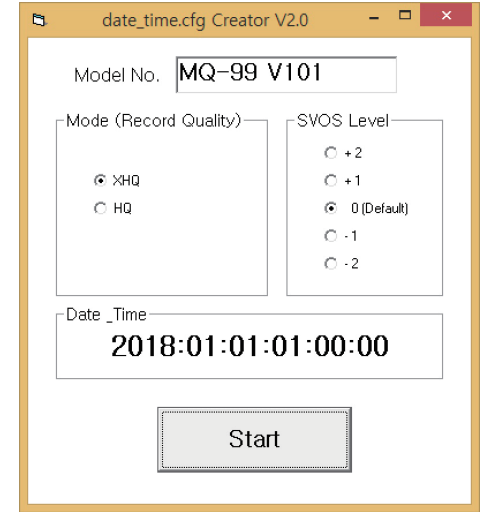 date_time.cfg Creator V2.0
Model No. MQ-99 V101
Mode (Record Quality)
XHQ
HQ
SVOS Level
+ 2
+ 1
0 (Default)
- 1
- 2
Date _Time
2018:01:01:01:00:00
Start